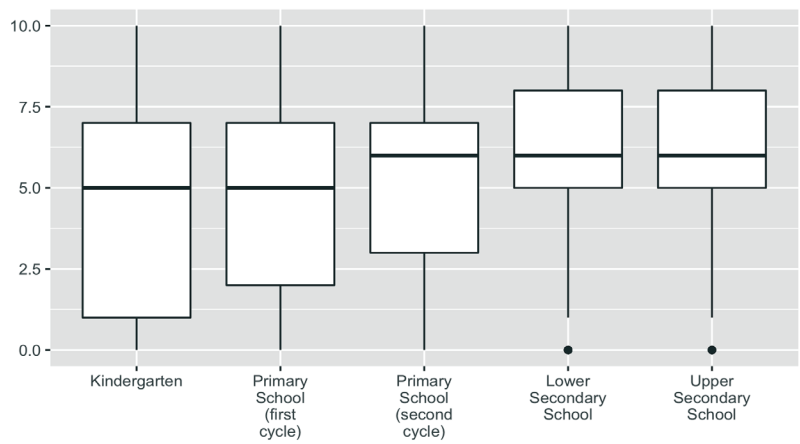 10.0
7.5
5.0
2.5
0.0
Kindergarten
Primary
School
(first
cycle)
Primary
School
(second
cycle)
Lower
Secondary
School
Upper
Secondary
School